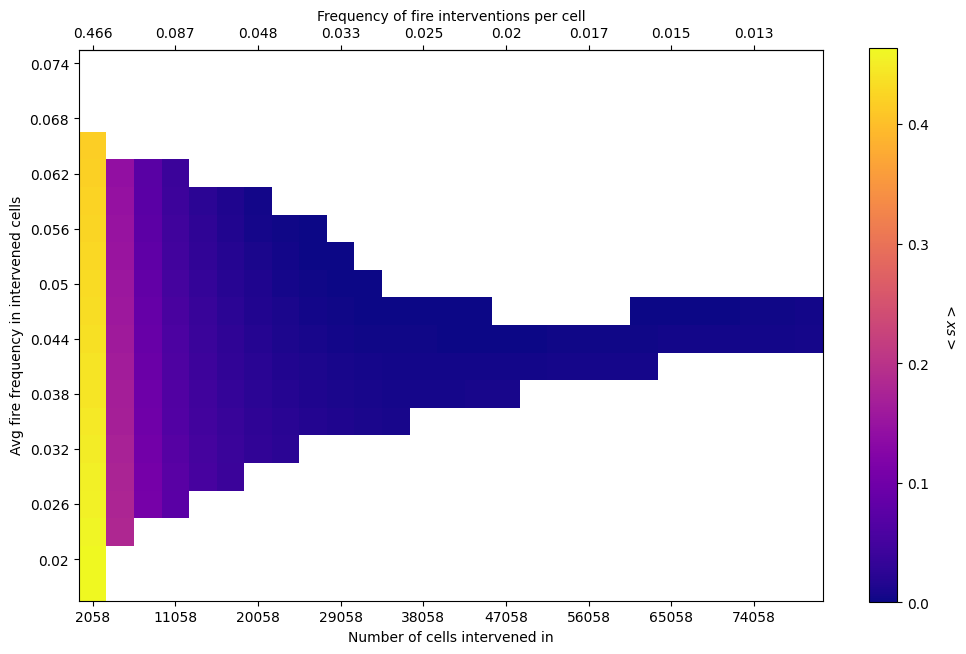 Frequency of fire interventions per cell
0.466 0.087 0.048 0.033 0.025 0.02 0.017 0.015 0.013
Avg fire frequency in intervened cells
0.074
0.068
0.062
0.056
0.05
0.044
0.038
0.032
0.026
0.02
2058 11058 20058 29058 38058 47058 56058 65058 74058
Number of cells intervened in
0.4
0.3
0.2
0.1
0.0
< sx >